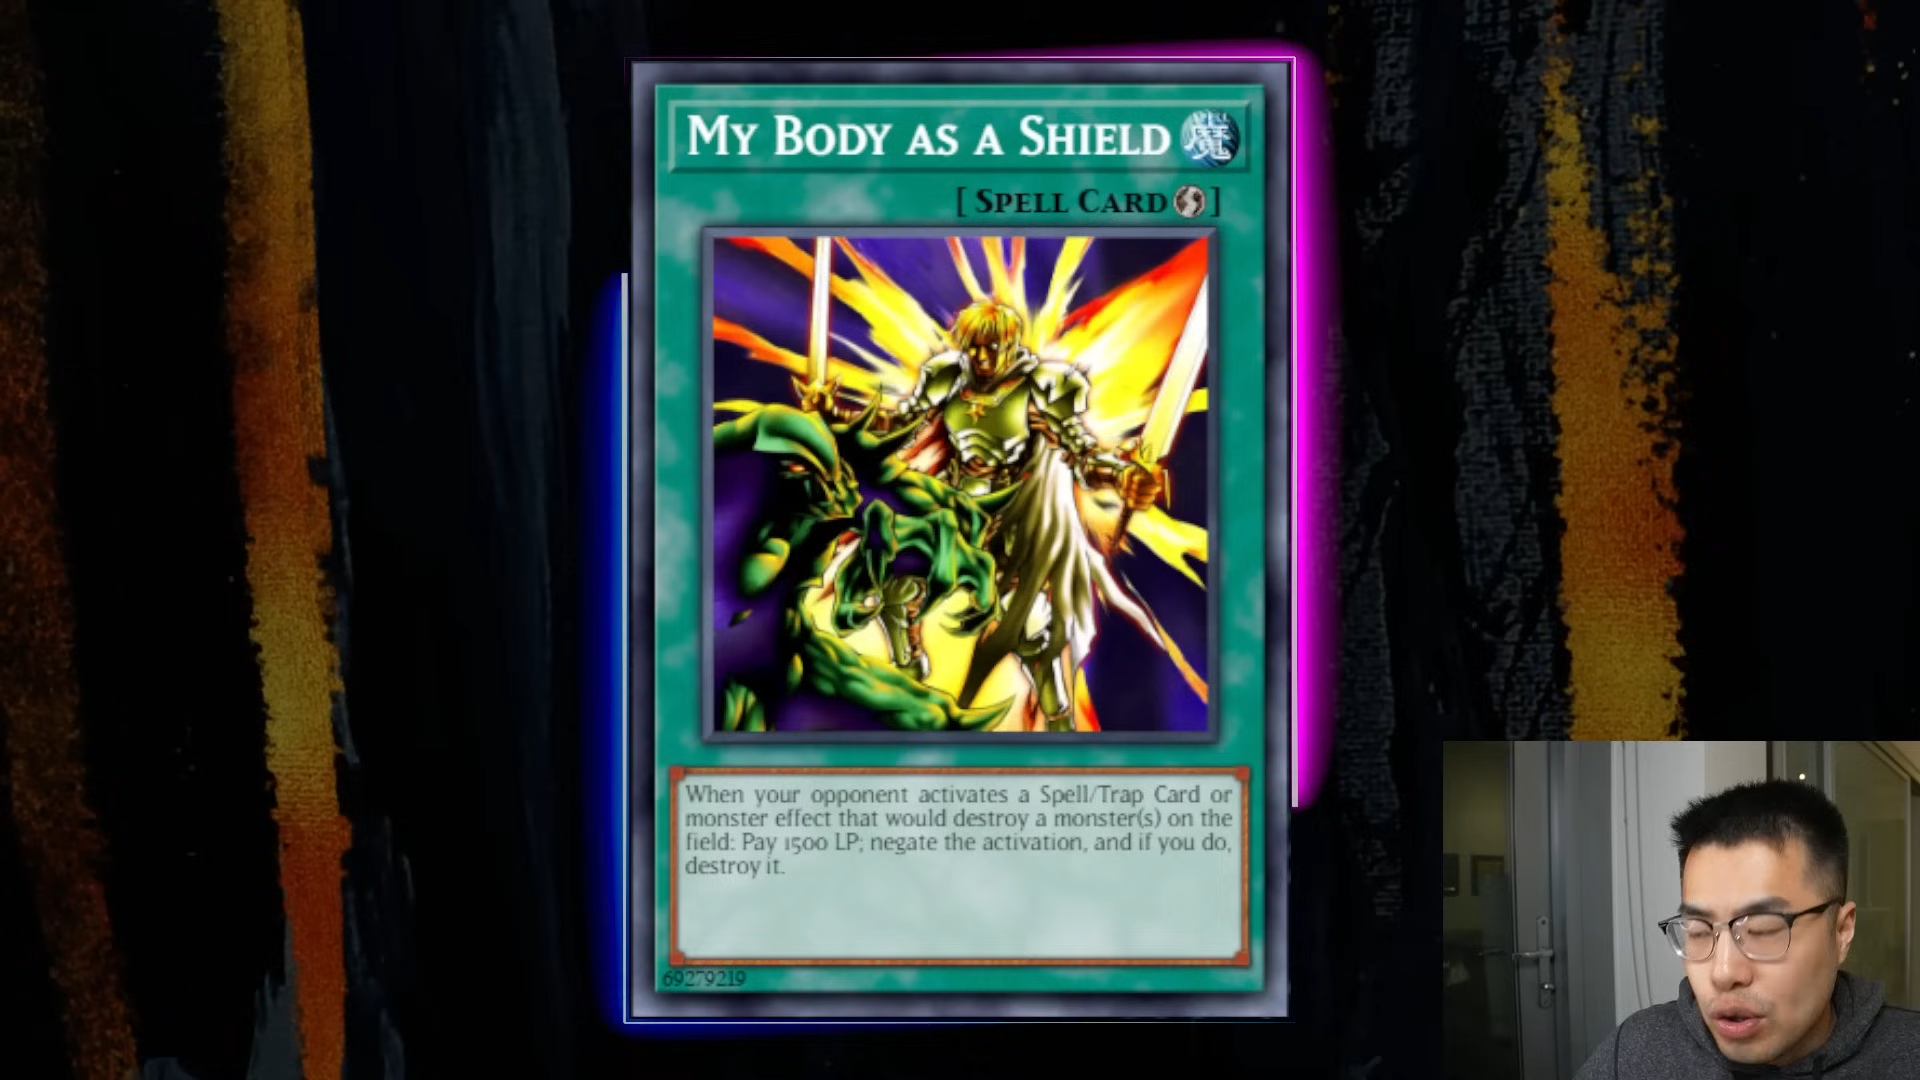 My Body as a Shield 魔
[ Spell Card ]
When your opponent activates a Spell/Trap Card or
monster effect that would destroy a monster(s) on the
field: Pay 1500 LP; negate the activation, and if you do,
destroy it.
69279219